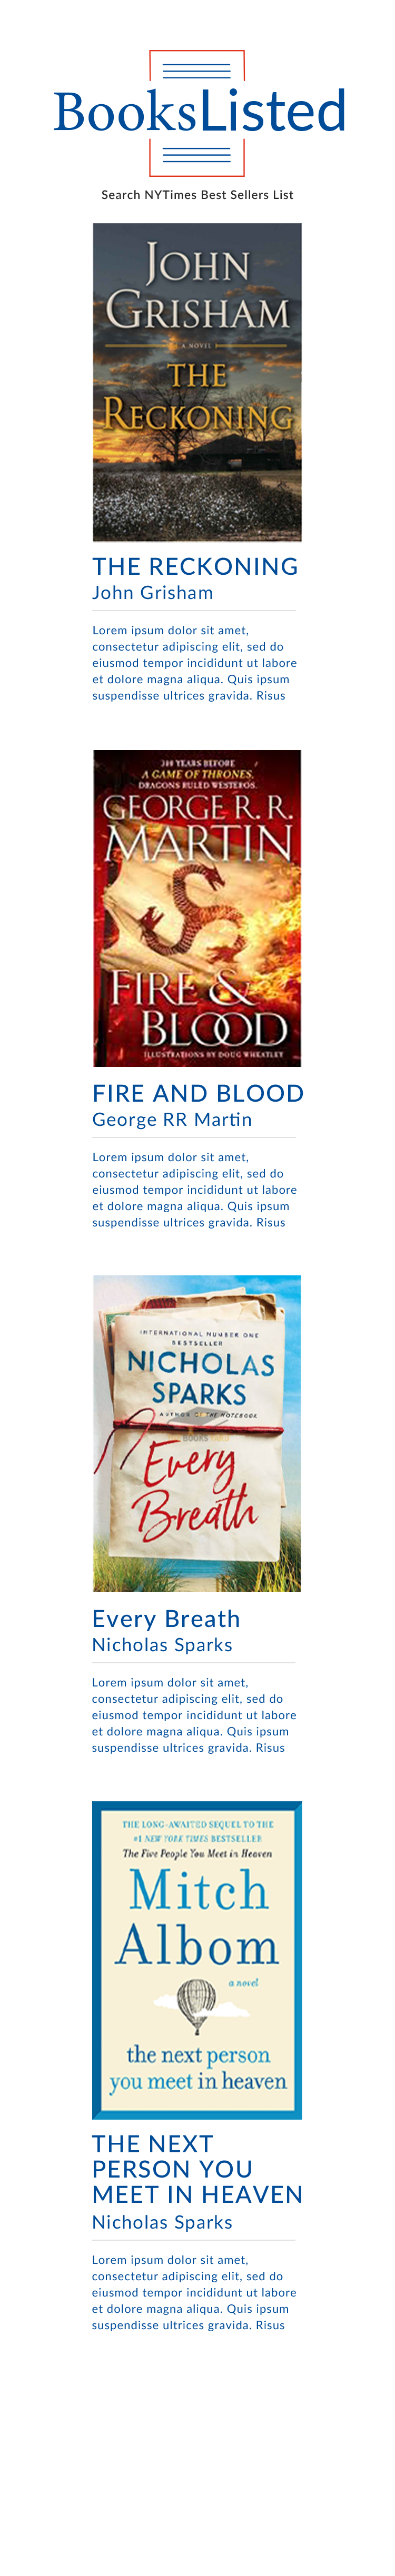 BooksListed
Search NYTimes Best Sellers List
JOHN
GRISHAM
A NOVEL
THE
RECKONING
THE RECKONING
John Grisham
Lorem ipsum dolor sit amet,
consectetur adipiscing elit, sed do
eiusmod tempor incididunt ut labore
et dolore magna aliqua. Quis ipsum
suspendisse ultrices gravida. Risus
300 YEARS BEFORE
A GAME OF THRONES,
DRAGONS RULED WESTEROS.
GEORGE R. R.
MARTIN
FIRE &
BLOOD
ILLUSTRATIONS BY DOUG WHEATLEY
FIRE AND BLOOD
George RR Martin
Lorem ipsum dolor sit amet,
consectetur adipiscing elit, sed do
eiusmod tempor incididunt ut labore
et dolore magna aliqua. Quis ipsum
suspendisse ultrices gravida. Risus
INTERNATIONAL NUMBER ONE
BESTSELLER
NICHOLAS
SPARKS
AUTHOR OF THE NOTEBOOK
BOOKS
Every
Breath
Every Breath
Nicholas Sparks
Lorem ipsum dolor sit amet,
consectetur adipiscing elit, sed do
eiusmod tempor incididunt ut labore
et dolore magna aliqua. Quis ipsum
suspendisse ultrices gravida. Risus
THE LONG-AWAITED SEQUEL TO THE
#1 NEW YORK TIMES BESTSELLER
The Five People You Meet in Heaven
Mitch
Albom
a novel
the next person
you meet in heaven
THE NEXT
PERSON YOU
MEET IN HEAVEN
Nicholas Sparks
Lorem ipsum dolor sit amet,
consectetur adipiscing elit, sed do
eiusmod tempor incididunt ut labore
et dolore magna aliqua. Quis ipsum
suspendisse ultrices gravida. Risus